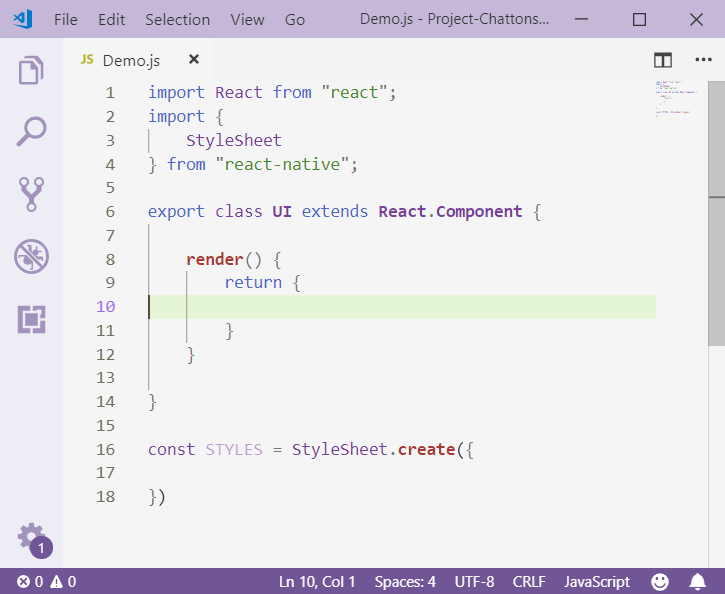 File Edit Selection View Go Demo.js - Project-Chattons...
JS Demo.js
1 import React from "react";
2 import {
3 StyleSheet
4 } from "react-native";
5
6 export class UI extends React.Component {
7
8 render() {
9 return {
10
11 }
12 }
13
14 }
15
16 const STYLES = StyleSheet.create({
17
18 })
1
0 0 Ln 10, Col 1 Spaces: 4 UTF-8 CRLF JavaScript